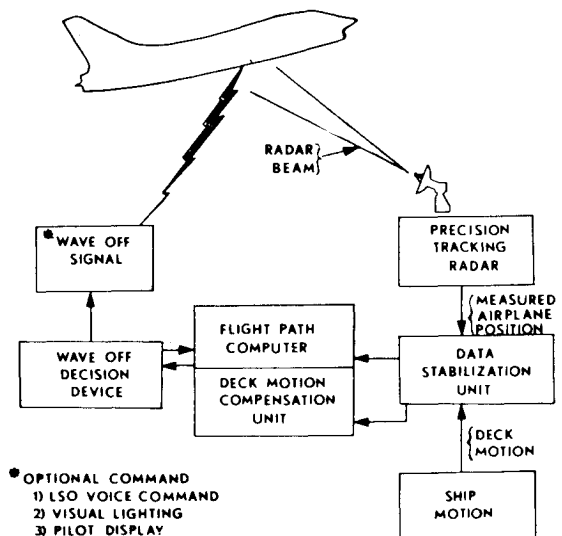 RADAR
BEAM
* WAVE OFF
SIGNAL
PRECISION
TRACKING
RADAR
MEASURED
AIRPLANE
POSITION
FLIGHT PATH
COMPUTER
DECK MOTION
COMPENSATION
UNIT
WAVE OFF
DECISION
DEVICE
DATA
STABILIZATION
UNIT
DECK
MOTION
SHIP
MOTION
* OPTIONAL COMMAND
1) LSO VOICE COMMAND
2) VISUAL LIGHTING
3) PILOT DISPLAY